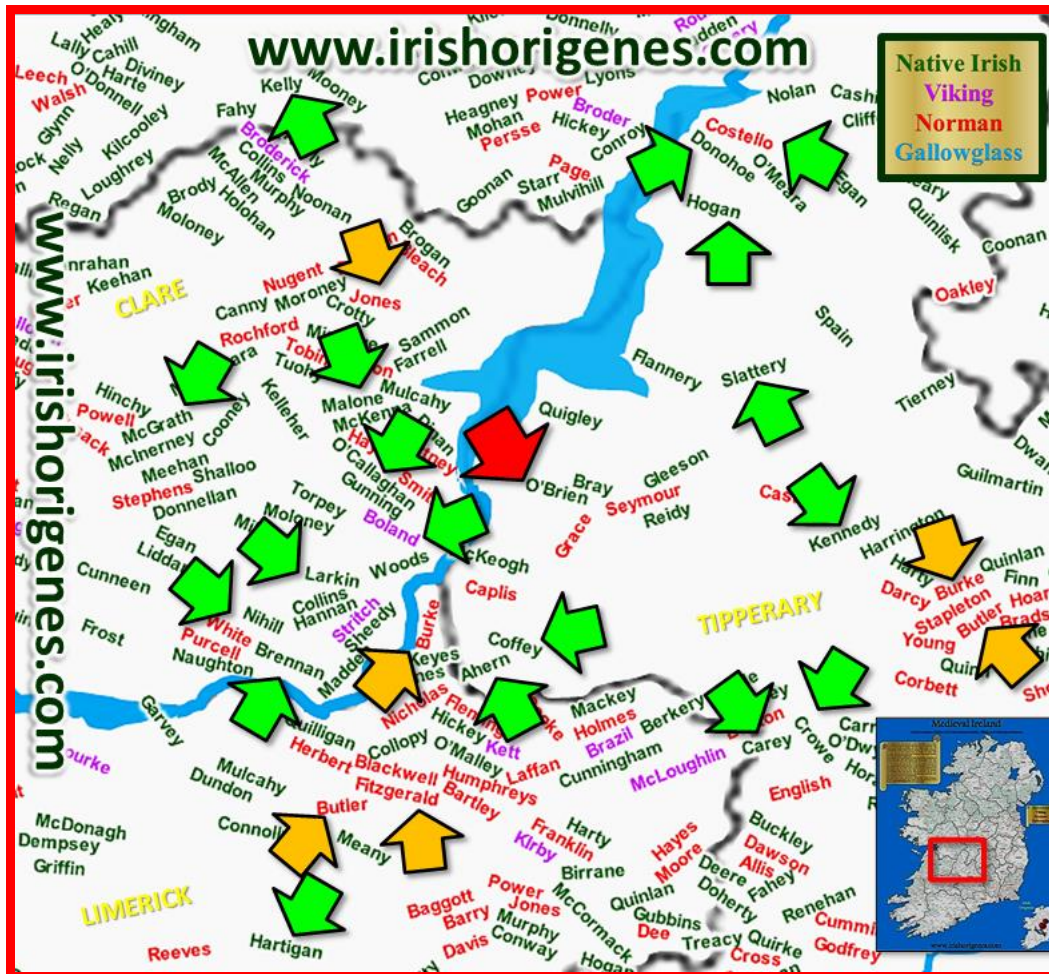 www.irishorigenes.com
www.irishorigenes.com
Native Irish
Viking
Norman
Gallowglass
Healy
Cahill
Lally
Diviney
Harte
O'Donnell
Leech
Walsh
Glynn
Kilcooley
Nelly
Loughrey
Regan
Kelly
Mooney
Fahy
Broderick
Collins
Murphy
McAllen
Noonan
Holohan
Brody
Moloney
Donnelly
Lyons
Power
Heagney
Mohan
Persse
Broder
Hickey
Conroy
Page
Starr
Mulvihill
Goonan
Nolan
Costello
Donohoe
O'Meara
Egan
Hogan
Quinlisk
Coonan
Oakley
Brogan
Keehan
CLARE
Nugent
Canny
Moroney
Jones
Crotty
Rochford
Sammon
Farrell
Tuohy
Mulcahy
Malone
McKenna
Dinan
Kelleher
Cooney
Hinchy
Powell
McGrath
McInerney
Meehan
Shalloo
Stephens
Donnellan
O'Callaghan
Gunning
Boland
Torpey
Moloney
Egan
Larkin
Woods
Collins
Hannan
Stritch
Sheedy
Cunneen
Frost
Nihill
White
Purcell
Brennan
Naughton
Garvey
Spain
Flannery
Slattery
Tierney
Quigley
O'Brien
Bray
Gleeson
Seymour
Reidy
Grace
Guilmartin
Kennedy
Harrington
Harty
Quinlan
Finn
Darcy
Burke
Stapleton
Butler
Young
Corbett
TIPPERARY
Caplis
Burke
Coffey
Keyes
Ahern
Nicholas
Hickey
Kett
Mackey
Holmes
Berkery
Brazil
Cunningham
McLoughlin
Carey
Crowe
English
Quilligan
Herbert
Collopy
O'Malley
Blackwell
Humphreys
Laffan
Fitzgerald
Bartley
Mulcahy
Dundon
Butler
Meany
McDonagh
Dempsey
Griffin
LIMERICK
Reeves
Hartigan
Franklin
Kirby
Harty
Birrane
Hayes
Moore
Buckley
Dawson
Allis
Deere
Fahey
Doherty
Renehan
Quinlan
Gubbins
Dee
Treacy
Quirke
Cross
Godfrey
McCormack
Baggott
Barry
Davis
Power
Jones
Murphy
Conway
Medieval Ireland
www.irishorigenes.com